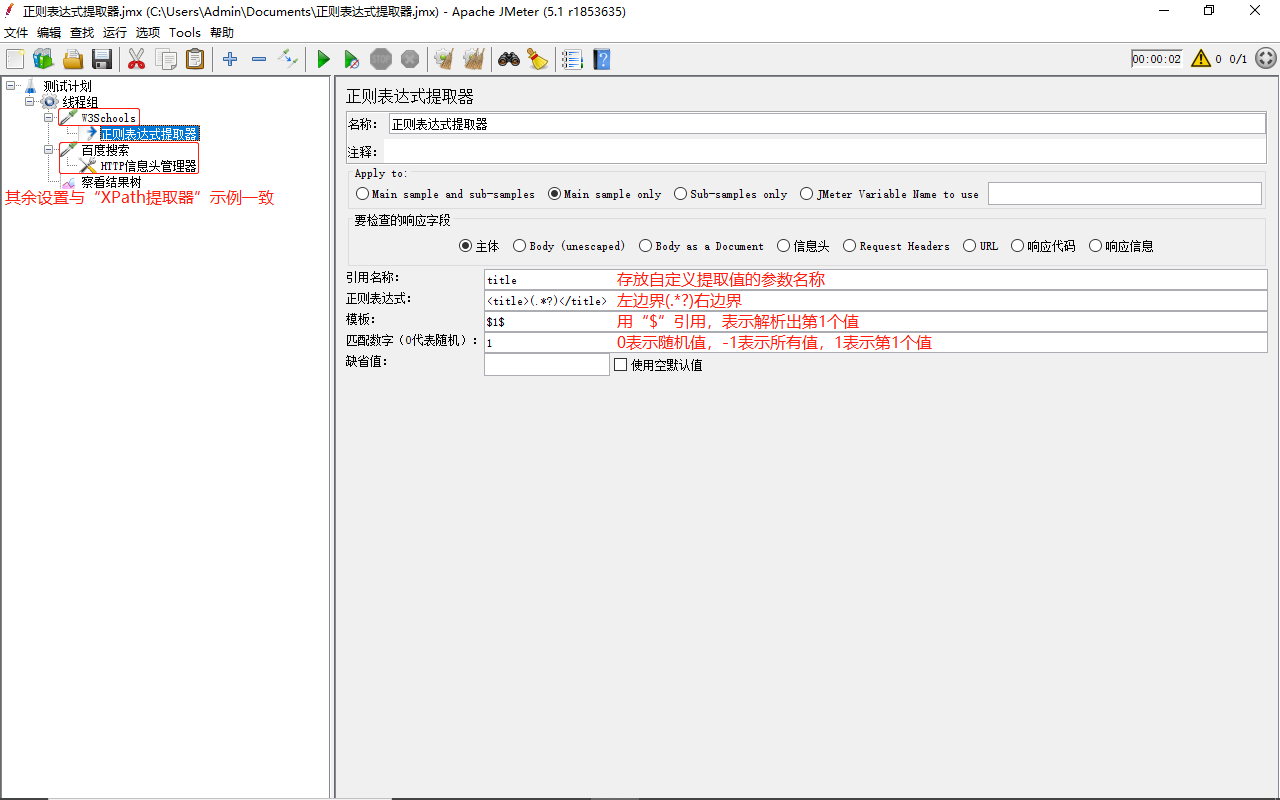 正则表达式提取器.jmx (C:\Users\Admin\Documents\正则表达式提取器.jmx) - Apache JMeter (5.1 r1853635)
文件 编辑 查找 运行 选项 Tools 帮助
STOP
00:00:02 0 0/1
测试计划
线程组
W3Schools
正则表达式提取器
百度搜索
HTTP信息头管理器
察看结果树
其余设置与“XPath提取器”示例一致
正则表达式提取器
名称: 正则表达式提取器
注释:
Apply to:
Main sample and sub-samples Main sample only Sub-samples only JMeter Variable Name to use
要检查的响应字段
主体 Body (unescaped) Body as a Document 信息头 Request Headers URL 响应代码 响应信息
引用名称: title 存放自定义提取值的参数名称
正则表达式: <title>(.*?)</title> 左边界(.*?)右边界
模板: $1$ 用“$”引用，表示解析出第1个值
匹配数字（0代表随机）: 1 0表示随机值，-1表示所有值，1表示第1个值
缺省值: 使用空默认值